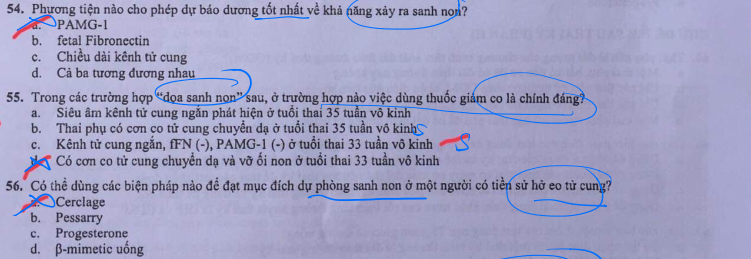 54. Phương tiện nào cho phép dự báo dương tốt nhất về khả năng xảy ra sanh non?
a. PAMG-1
b. fetal Fibronectin
c. Chiều dài kênh tử cung
d. Cả ba tương đương nhau
55. Trong các trường hợp “dọa sanh non” sau, ở trường hợp nào việc dùng thuốc giảm co là chính đáng?
a. Siêu âm kênh tử cung ngắn phát hiện ở tuổi thai 35 tuần vô kinh
b. Thai phụ có cơn co tử cung chuyển dạ ở tuổi thai 35 tuần vô kinh S
c. Kênh tử cung ngắn, fFN (-), PAMG-1 (-) ở tuổi thai 33 tuần vô kinh S
d. Có cơn co tử cung chuyển dạ và vỡ ối non ở tuổi thai 33 tuần vô kinh
56. Có thể dùng các biện pháp nào để đạt mục đích dự phòng sanh non ở một người có tiền sử hở eo tử cung?
a. Cerclage
b. Pessarry
c. Progesterone
d. β-mimetic uống